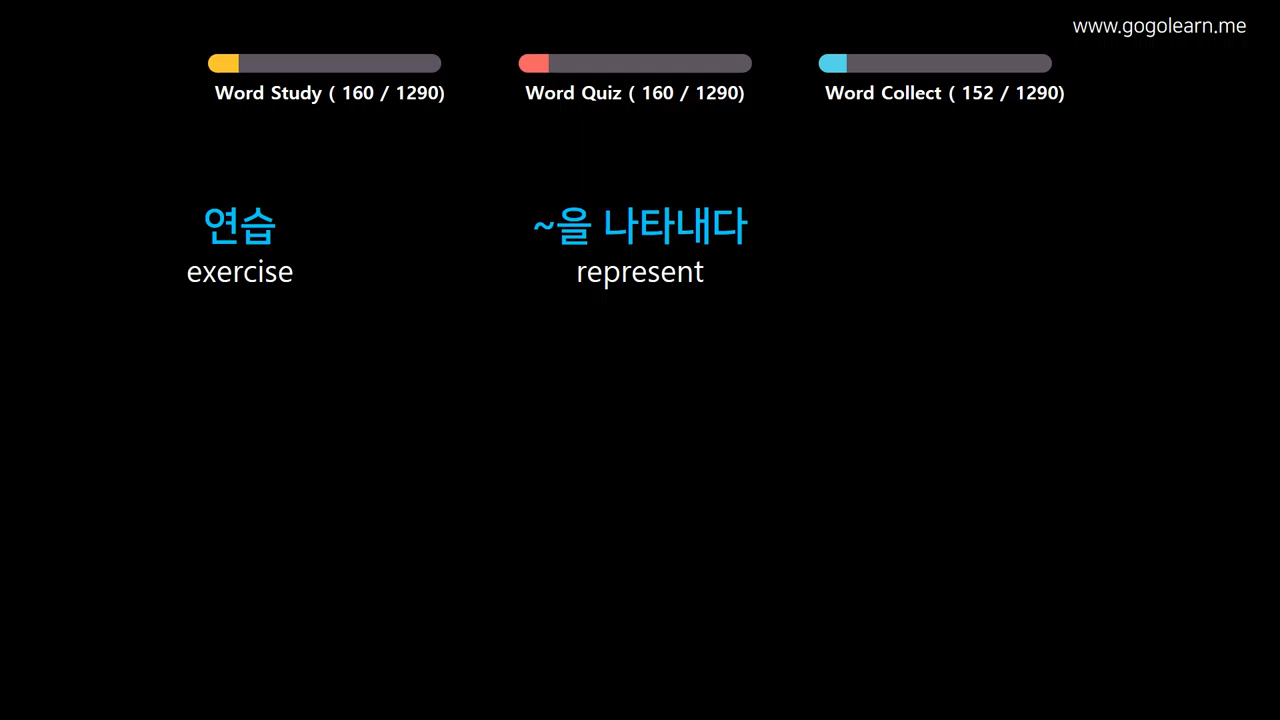 www.gogolearn.me
Word Study ( 160 / 1290)
Word Quiz ( 160 / 1290)
Word Collect ( 152 / 1290)
연습
exercise
~을 나타내다
represent